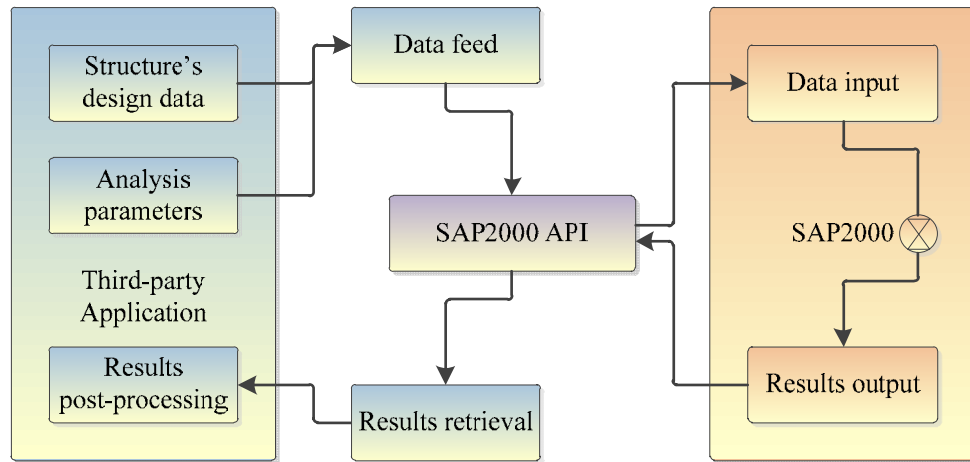 Structure’s
design data
Analysis
parameters
Third-party
Application
Results
post-processing
Data feed
SAP2000 API
Results retrieval
Data input
SAP2000
Results output